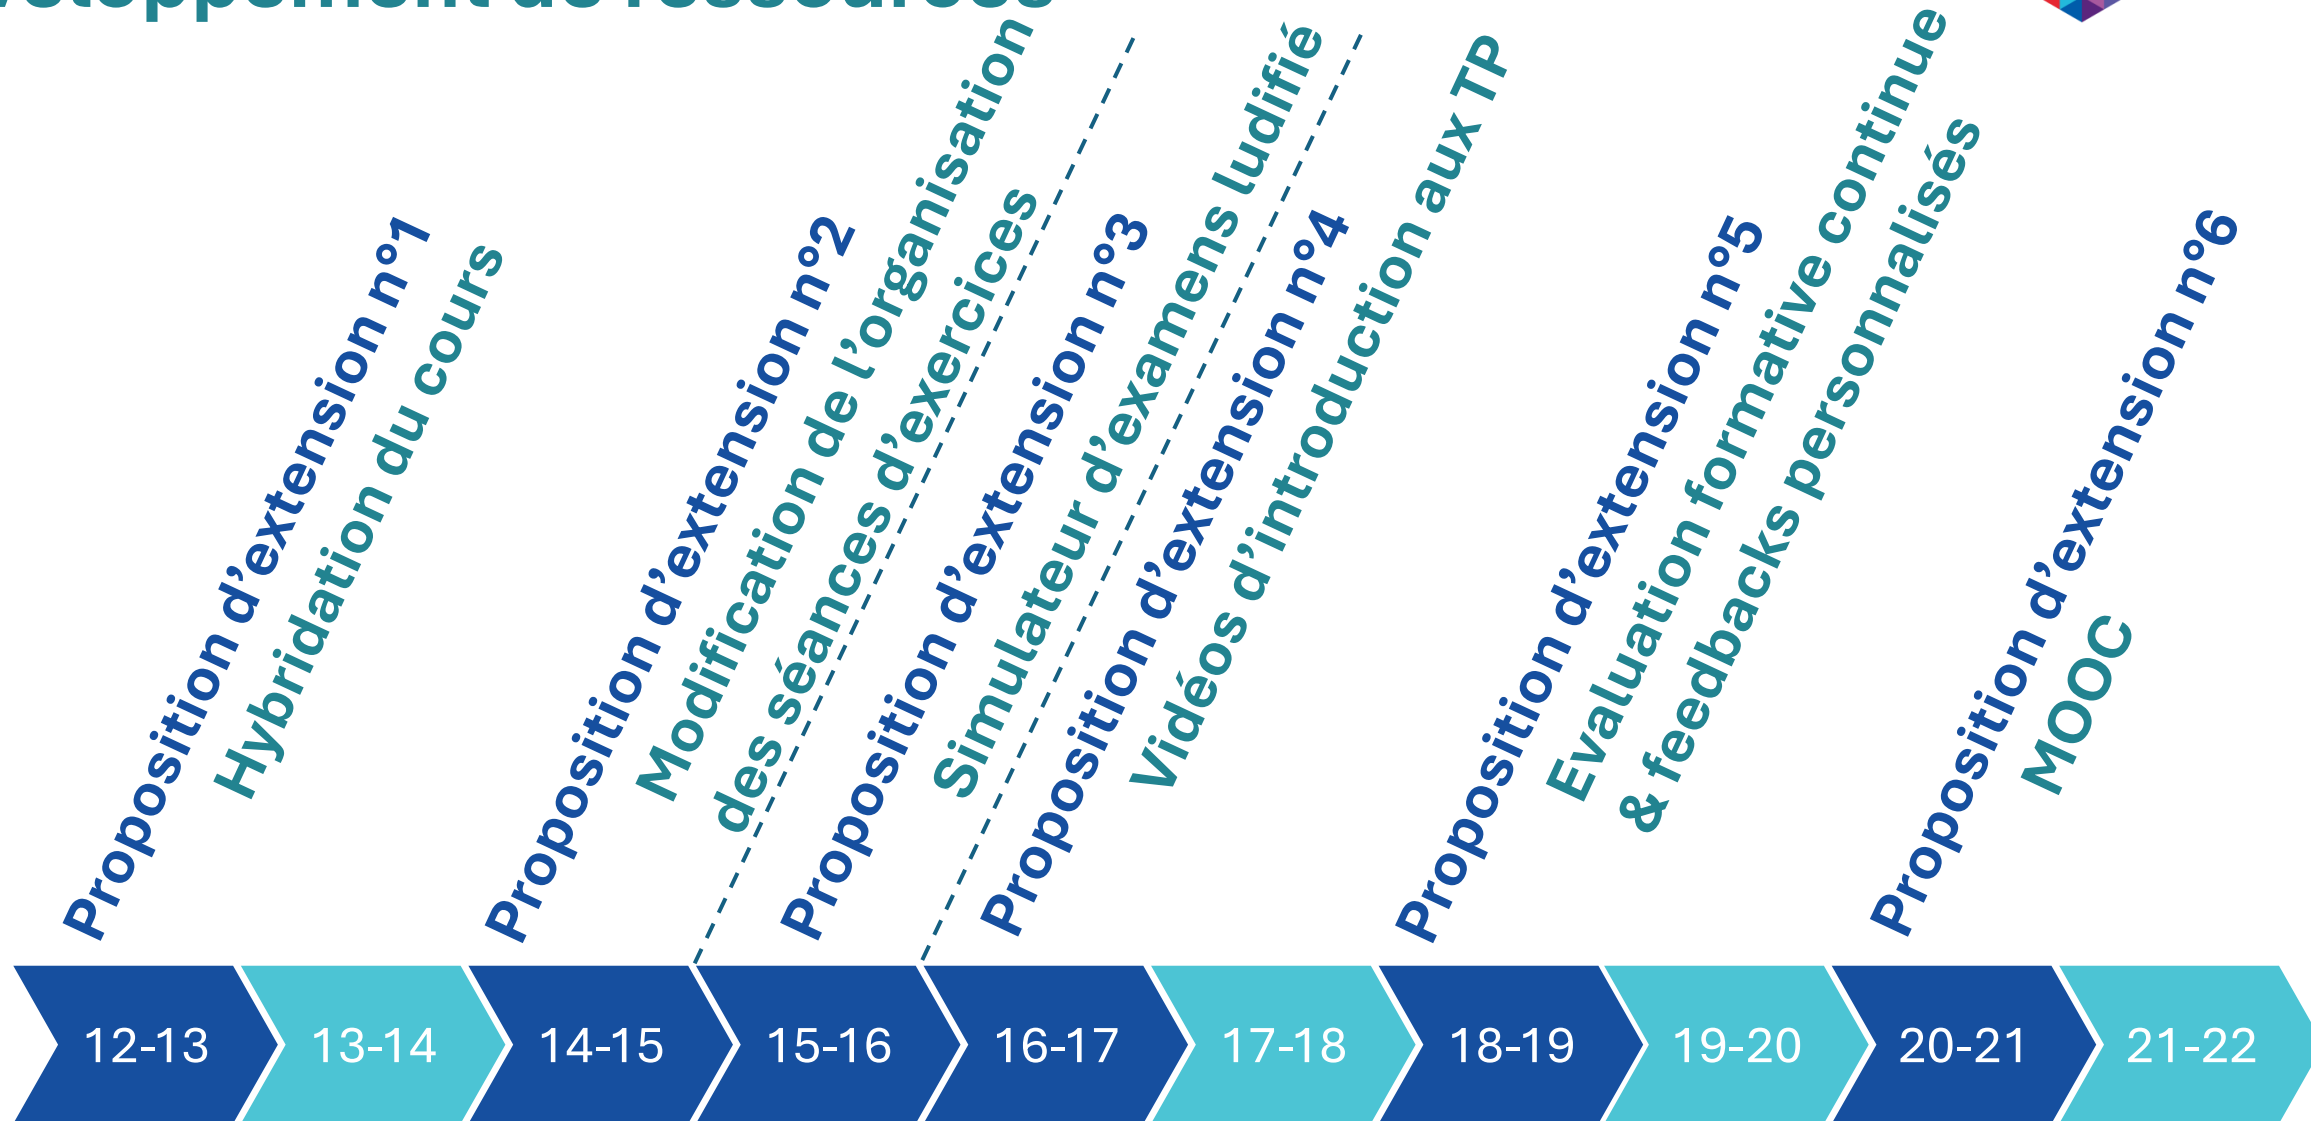 veloppement de ressources
Proposition d’extension n°1
Hybridation du cours
Proposition d’extension n°2
Modification de l’organisation
des séances d’exercices
Proposition d’extension n°3
Simulateur d’examens ludifié
Proposition d’extension n°4
Vidéos d’introduction aux TP
Proposition d’extension n°5
Evaluation formative continue
& feedbacks personnalisés
Proposition d’extension n°6
MOOC
12-13
13-14
14-15
15-16
16-17
17-18
18-19
19-20
20-21
21-22